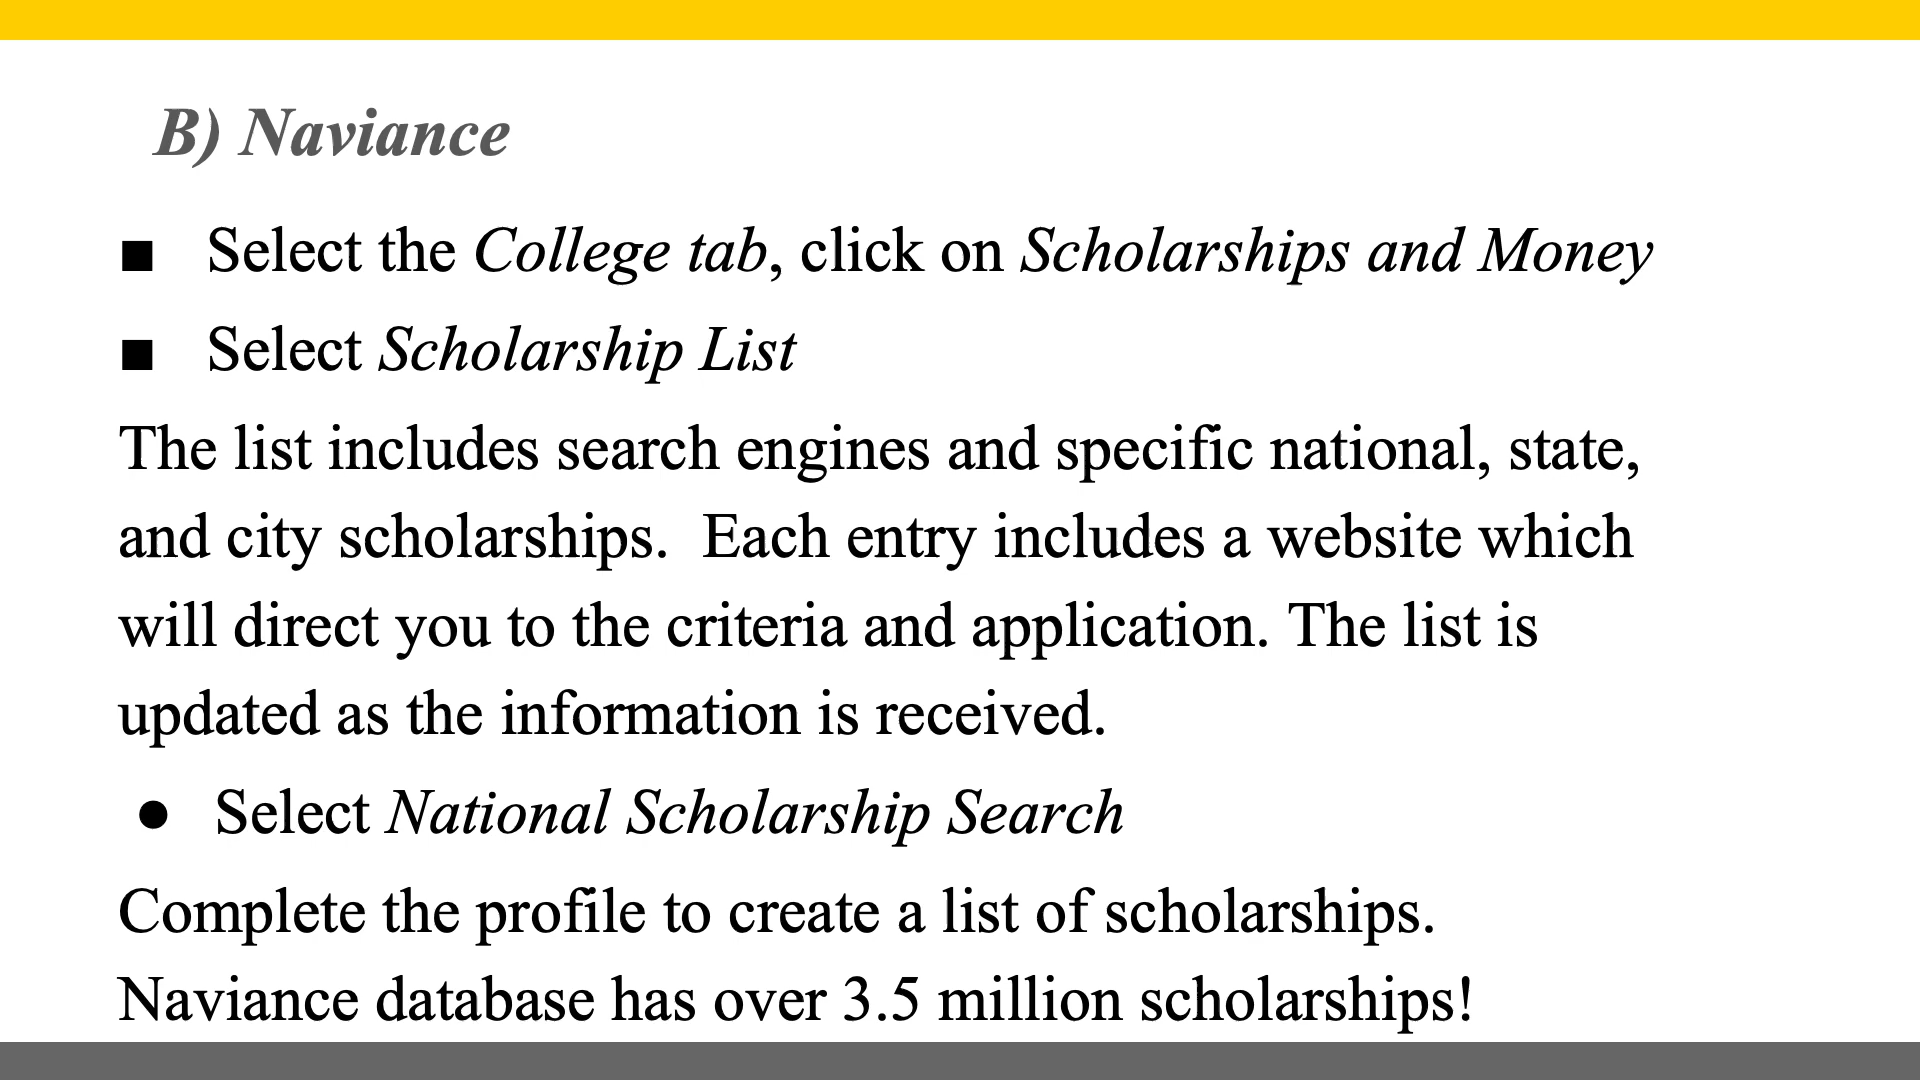 B) Naviance
■ Select the College tab, click on Scholarships and Money
■ Select Scholarship List
The list includes search engines and specific national, state,
and city scholarships.  Each entry includes a website which
will direct you to the criteria and application. The list is
updated as the information is received.
● Select National Scholarship Search
Complete the profile to create a list of scholarships.
Naviance database has over 3.5 million scholarships!